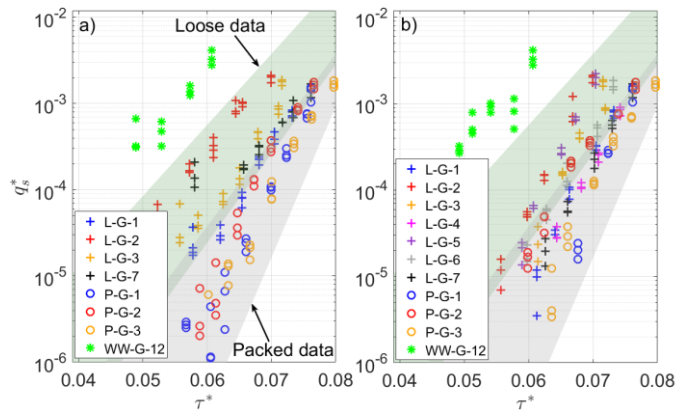 a)
Loose data
b)
10^-2
10^-3
10^-4
10^-5
10^-6
q_s^*
L-G-1
L-G-2
L-G-3
L-G-7
P-G-1
P-G-2
P-G-3
WW-G-12
Packed data
0.04 0.05 0.06 0.07 0.08
τ*
10^-2
10^-3
10^-4
10^-5
10^-6
L-G-1
L-G-2
L-G-3
L-G-4
L-G-5
L-G-6
L-G-7
P-G-1
P-G-2
P-G-3
WW-G-12
0.04 0.05 0.06 0.07 0.08
τ*